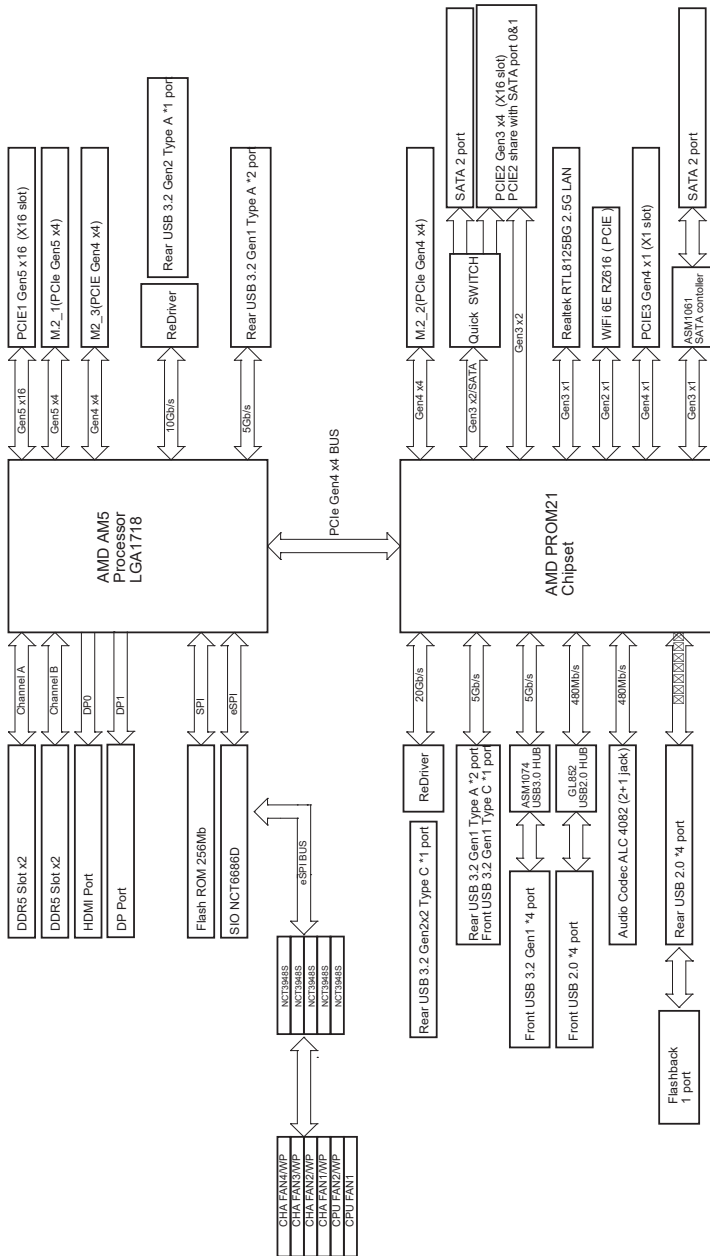 PCIE1 Gen5 x16 (X16 slot)
M.2_1(PCIe Gen5 x4)
M2_3(PCIE Gen4 x4)
ReDriver
Rear USB 3.2 Gen2 Type A *1 port
Rear USB 3.2 Gen1 Type A *2 port
Gen5 x16
Gen5 x4
Gen4 x4
10Gb/s
5Gb/s
AMD AM5
Processor
LGA1718
Channel A
Channel B
DP0
DP1
SPI
eSPI
DDR5 Slot x2
DDR5 Slot x2
HDMI Port
DP Port
Flash ROM 256Mb
SIO NCT6686D
eSPI BUS
NCT3948S
NCT3948S
NCT3948S
NCT3948S
NCT3948S
CHA FAN4/WP
CHA FAN3/WP
CHA FAN2/WP
CHA FAN1/WP
CPU FAN2/WP
CPU FAN1
PCIe Gen4 x4 BUS
M.2_2(PCIe Gen4 x4)
SATA 2 port
Quick SWITCH
PCIE2 Gen3 x4 (X16 slot)
PCIE2 share with SATA port 0&1
Realtek RTL8125BG 2.5G LAN
WiFi 6E RZ616 ( PCIE )
PCIE3 Gen4 x1 (X1 slot)
SATA 2 port
ASM1061
SATA contoller
Gen4 x4
Gen3 x2/SATA
Gen3 x2
Gen3 x1
Gen2 x1
Gen4 x1
Gen3 x1
AMD PROM21
Chipset
20Gb/s
5Gb/s
5Gb/s
480Mb/s
480Mb/s
ReDriver
Rear USB 3.2 Gen2x2 Type C *1 port
Rear USB 3.2 Gen1 Type A *2 port
Front USB 3.2 Gen1 Type C *1 port
ASM1074
USB3.0 HUB
Front USB 3.2 Gen1 *4 port
GL852
USB2.0 HUB
Front USB 2.0 *4 port
Audio Codec ALC 4082 (2+1 jack)
Rear USB 2.0 *4 port
Flashback
1 port